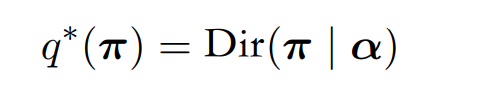 q*(π) = Dir(π | α)